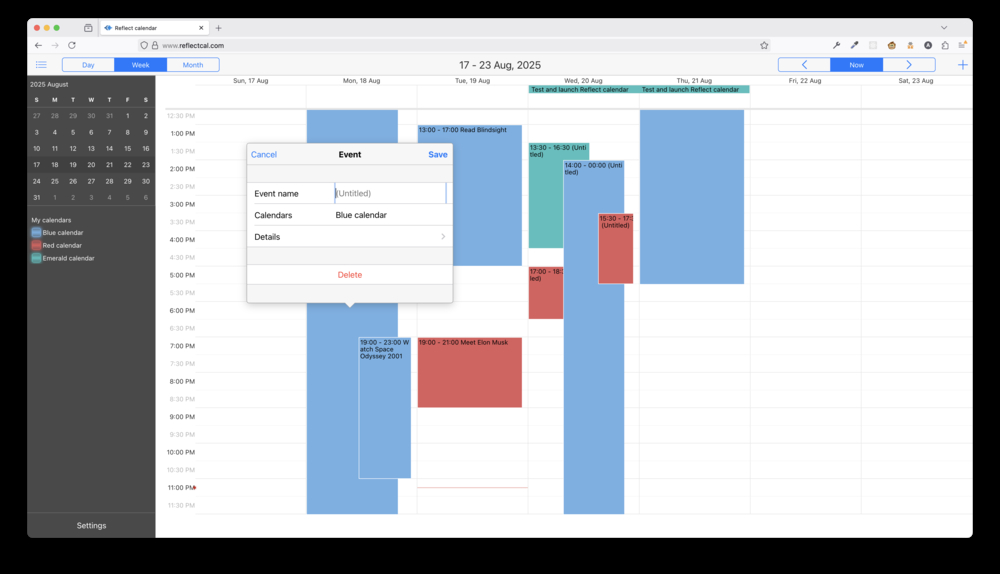 Reflect calendar
www.reflectcal.com
Day
Week
Month
17 - 23 Aug, 2025
Now
2025 August
S M T W T F S
27 28 29 30 31 1 2
3 4 5 6 7 8 9
10 11 12 13 14 15 16
17 18 19 20 21 22 23
24 25 26 27 28 29 30
31 1 2 3 4 5 6
My calendars
Blue calendar
Red calendar
Emerald calendar
Settings
Sun, 17 Aug
Mon, 18 Aug
Tue, 19 Aug
Wed, 20 Aug
Thu, 21 Aug
Fri, 22 Aug
Sat, 23 Aug
Test and launch Reflect calendar
Test and launch Reflect calendar
12:30 PM
1:00 PM
1:30 PM
2:00 PM
2:30 PM
3:00 PM
3:30 PM
4:00 PM
4:30 PM
5:00 PM
5:30 PM
6:00 PM
6:30 PM
7:00 PM
7:30 PM
8:00 PM
8:30 PM
9:00 PM
9:30 PM
10:00 PM
10:30 PM
11:00 PM
11:30 PM
Cancel
Event
Save
Event name
(Untitled)
Calendars
Blue calendar
Details
Delete
19:00 - 23:00 W
atch Space
Odyssey 2001
13:00 - 17:00 Read Blindsight
19:00 - 21:00 Meet Elon Musk
13:30 - 16:30 (Unti
tled)
14:00 - 00:00 (Unti
tled)
15:30 - 17:
(Untitled)
17:00 - 18:
led)